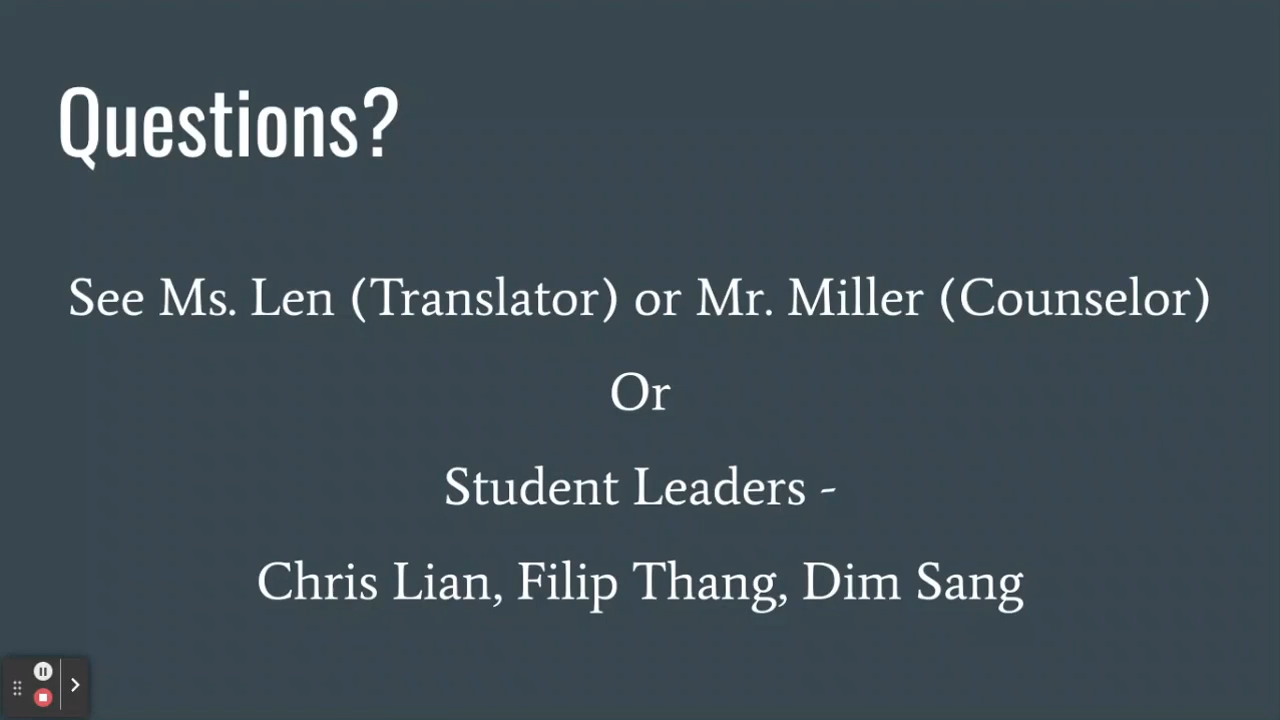 Questions?
See Ms. Len (Translator) or Mr. Miller (Counselor)
Or
Student Leaders -
Chris Lian, Filip Thang, Dim Sang